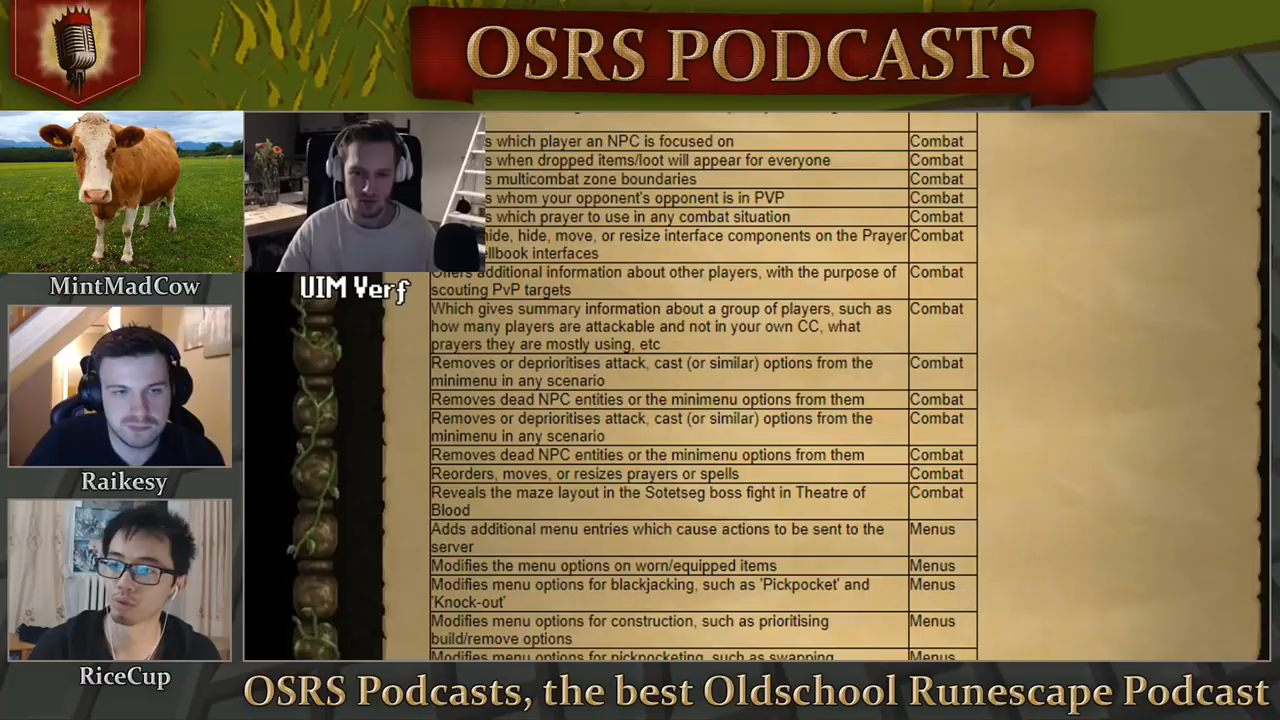 OSRS PODCASTS
MintMadCow
UIM Verf
Raikesy
RiceCup
s which player an NPC is focused on Combat
s when dropped items/loot will appear for everyone Combat
s multicombat zone boundaries Combat
s whom your opponent's opponent is in PVP Combat
s which prayer to use in any combat situation Combat
hide, hide, move, or resize interface components on the Prayer Combat
ellbook interfaces
Offers additional information about other players, with the purpose of Combat
scouting PvP targets
Which gives summary information about a group of players, such as Combat
how many players are attackable and not in your own CC, what
prayers they are mostly using, etc
Removes or deprioritises attack, cast (or similar) options from the Combat
minimenu in any scenario
Removes dead NPC entities or the minimenu options from them Combat
Removes or deprioritises attack, cast (or similar) options from the Combat
minimenu in any scenario
Removes dead NPC entities or the minimenu options from them Combat
Reorders, moves, or resizes prayers or spells Combat
Reveals the maze layout in the Sotetseg boss fight in Theatre of Combat
Blood
Adds additional menu entries which cause actions to be sent to the Menus
server
Modifies the menu options on worn/equipped items Menus
Modifies menu options for blackjacking, such as 'Pickpocket' and Menus
'Knock-out'
Modifies menu options for construction, such as prioritising Menus
build/remove options
Modifies menu options for pickpocketing, such as swapping Menus
OSRS Podcasts, the best Oldschool Runescape Podcast